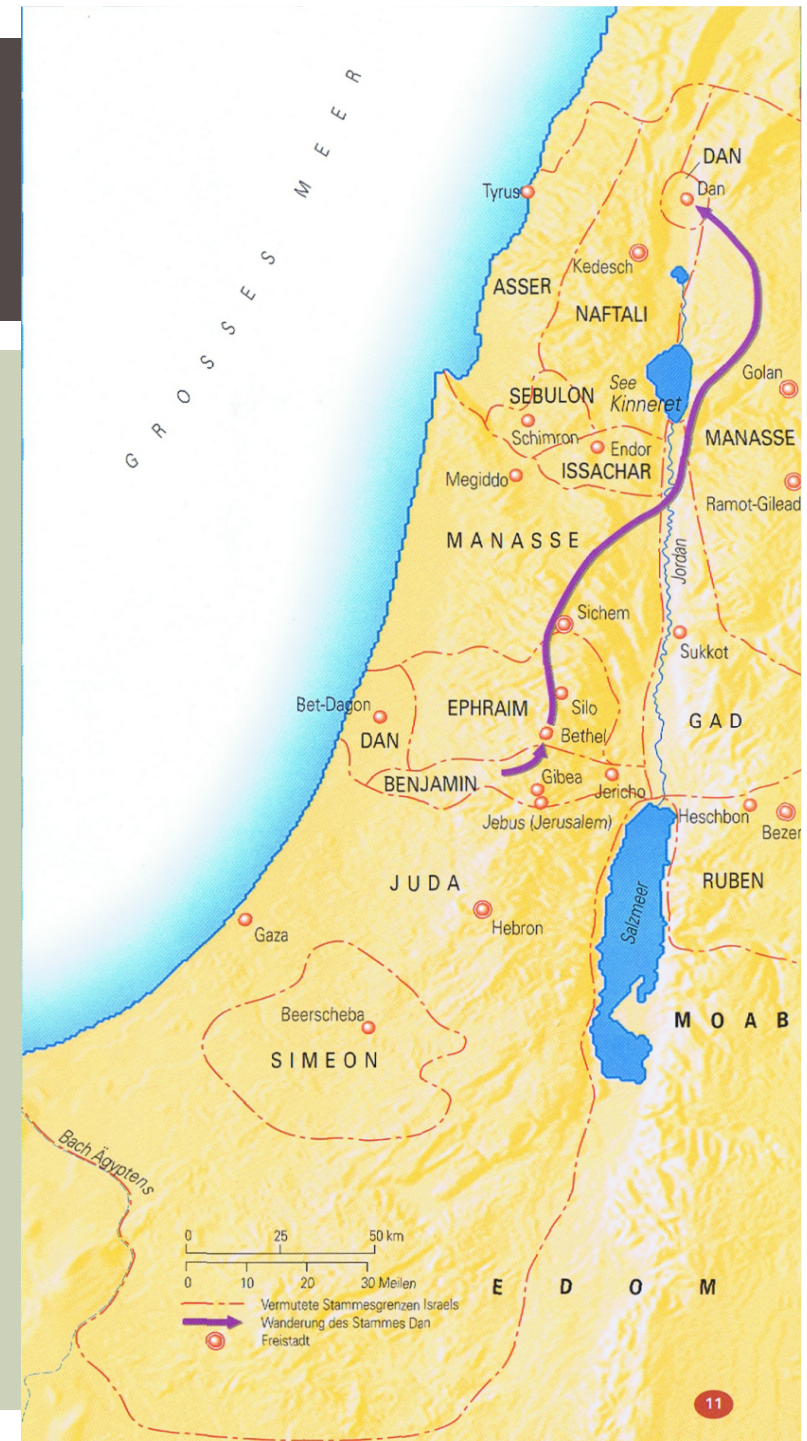 GROSSES MEER
DAN
Dan
Tyrus
Kedesch
ASSER
NAFTALI
See
Kinneret
Golan
SEBULON
Schimron
Endor
MANASSE
ISSACHAR
Megiddo
Ramot-Gilead
MANASSE
Jordan
Sichem
Sukkot
Bet-Dagon
EPHRAIM
Silo
GAD
DAN
Bethel
BENJAMIN
Gibea
Jericho
Jebus (Jerusalem)
Heschbon
Bezer
JUDA
RUBEN
Salzmeer
Hebron
Gaza
Beerscheba
MOAB
SIMEON
Bach Ägyptens
0 25 50 km
0 10 20 30 Meilen
EDOM
Vermutete Stammesgrenzen Israels
Wanderung des Stammes Dan
Freistadt
11